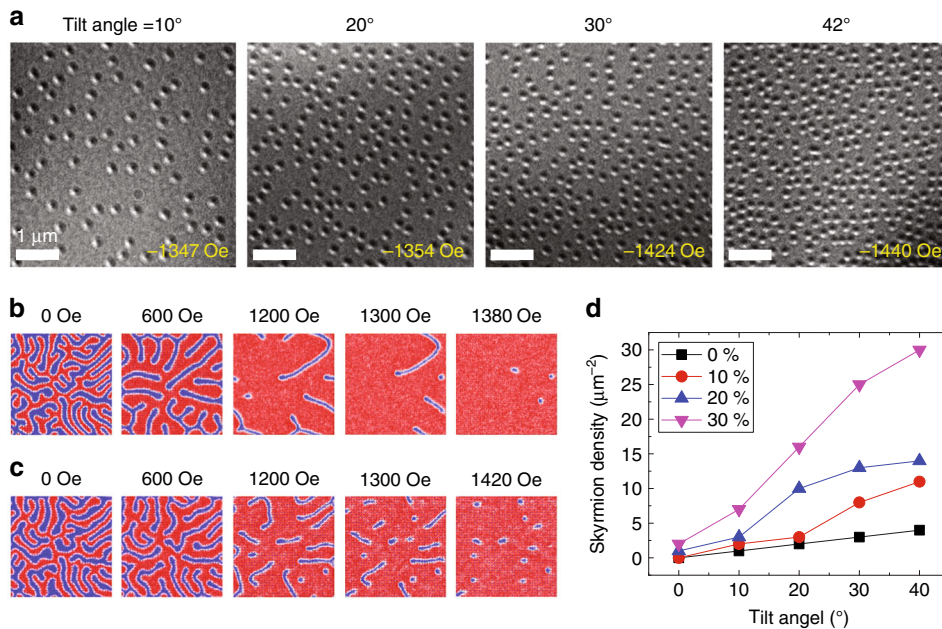 a
Tilt angle =10° 20° 30° 42°
1 μm
−1347 Oe −1354 Oe −1424 Oe −1440 Oe
b
0 Oe 600 Oe 1200 Oe 1300 Oe 1380 Oe
c
0 Oe 600 Oe 1200 Oe 1300 Oe 1420 Oe
d
Skyrmion density (μm⁻²)
30
25
20
15
10
5
0
0 %
10 %
20 %
30 %
0 10 20 30 40
Tilt angel (°)